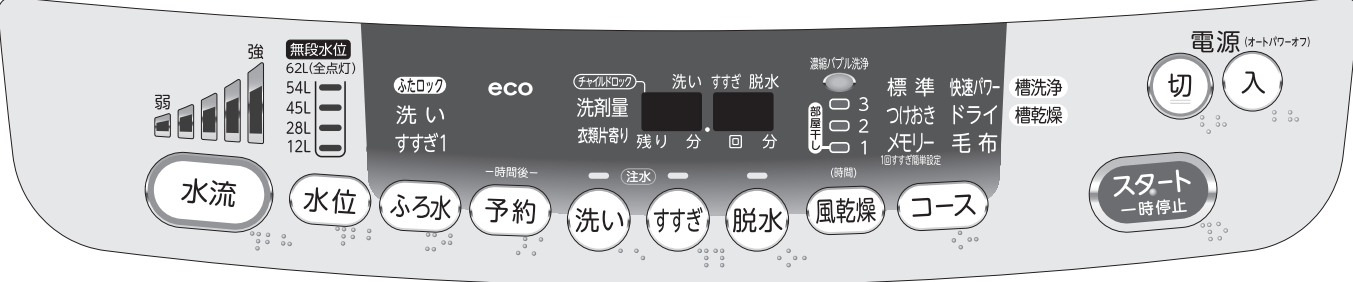 弱
強
無段水位
62L(全点灯)
54L
45L
28L
12L
水流
水位
ふたロック
洗い
すすぎ1
ふろ水
eco
ー時間後ー
予約
チャイルドロック
洗い すすぎ 脱水
洗剤量
衣類片寄り 残り 分 回 分
注水
洗い
すすぎ
脱水
濃縮バブル洗浄
部屋干し
3
2
1
(時間)
風乾燥
標準 快速パワー 槽洗浄
つけおき ドライ 槽乾燥
メモリー 毛布
1回すすぎ簡単設定
コース
電源 (オートパワーオフ)
切
入
スタート
一時停止